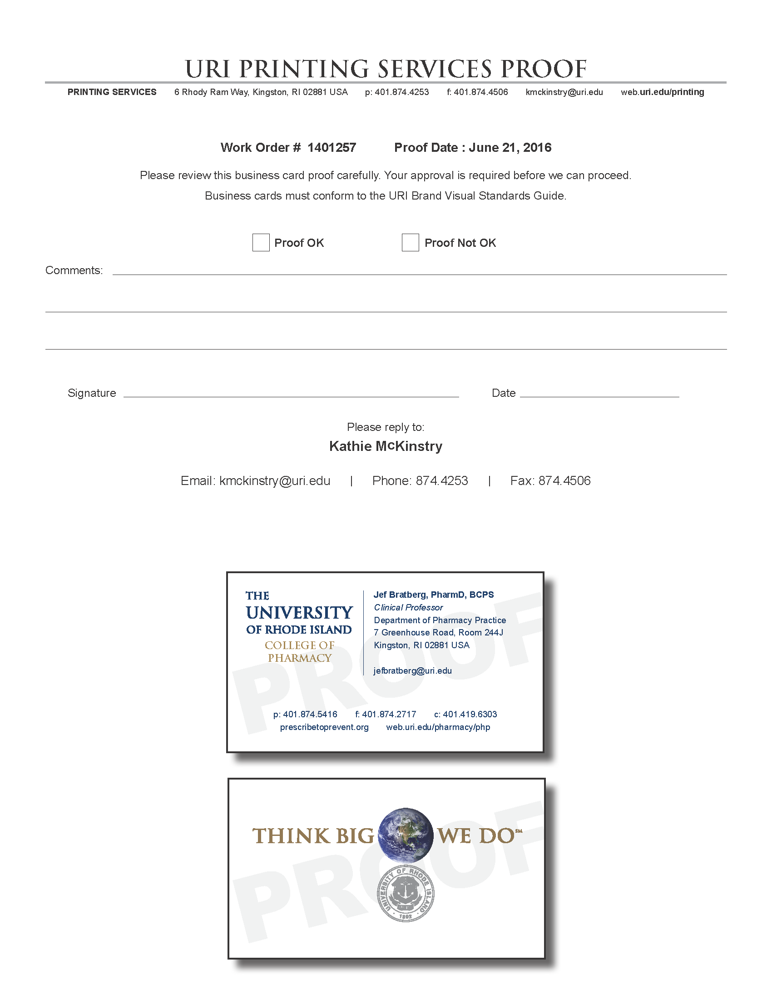 URI PRINTING SERVICES PROOF
PRINTING SERVICES 6 Rhody Ram Way, Kingston, RI 02881 USA p: 401.874.4253 f: 401.874.4506 kmckinstry@uri.edu web.uri.edu/printing
Work Order # 1401257 Proof Date : June 21, 2016
Please review this business card proof carefully. Your approval is required before we can proceed.
Business cards must conform to the URI Brand Visual Standards Guide.
Proof OK Proof Not OK
Comments:
Signature Date
Please reply to:
Kathie McKinstry
Email: kmckinstry@uri.edu | Phone: 874.4253 | Fax: 874.4506
THE
UNIVERSITY
OF RHODE ISLAND
COLLEGE OF
PHARMACY
Jef Bratberg, PharmD, BCPS
Clinical Professor
Department of Pharmacy Practice
7 Greenhouse Road, Room 244J
Kingston, RI 02881 USA
jefbratberg@uri.edu
p: 401.874.5416 f: 401.874.2717 c: 401.419.6303
prescribetoprevent.org web.uri.edu/pharmacy/php
PROOF
THINK BIG WE DO℠
UNIVERSITY OF RHODE ISLAND
1892
PROOF